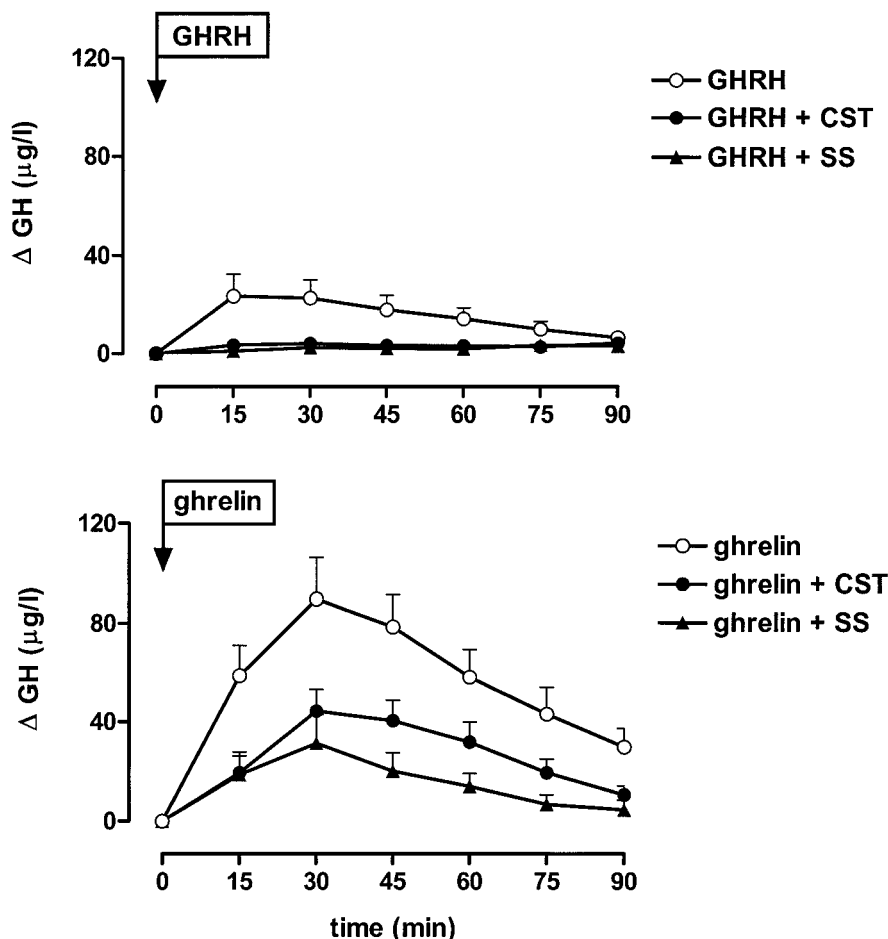 GHRH
120
80
40
0
Δ GH (μg/l)
0 15 30 45 60 75 90
GHRH
GHRH + CST
GHRH + SS
ghrelin
120
80
40
0
Δ GH (μg/l)
0 15 30 45 60 75 90
time (min)
ghrelin
ghrelin + CST
ghrelin + SS